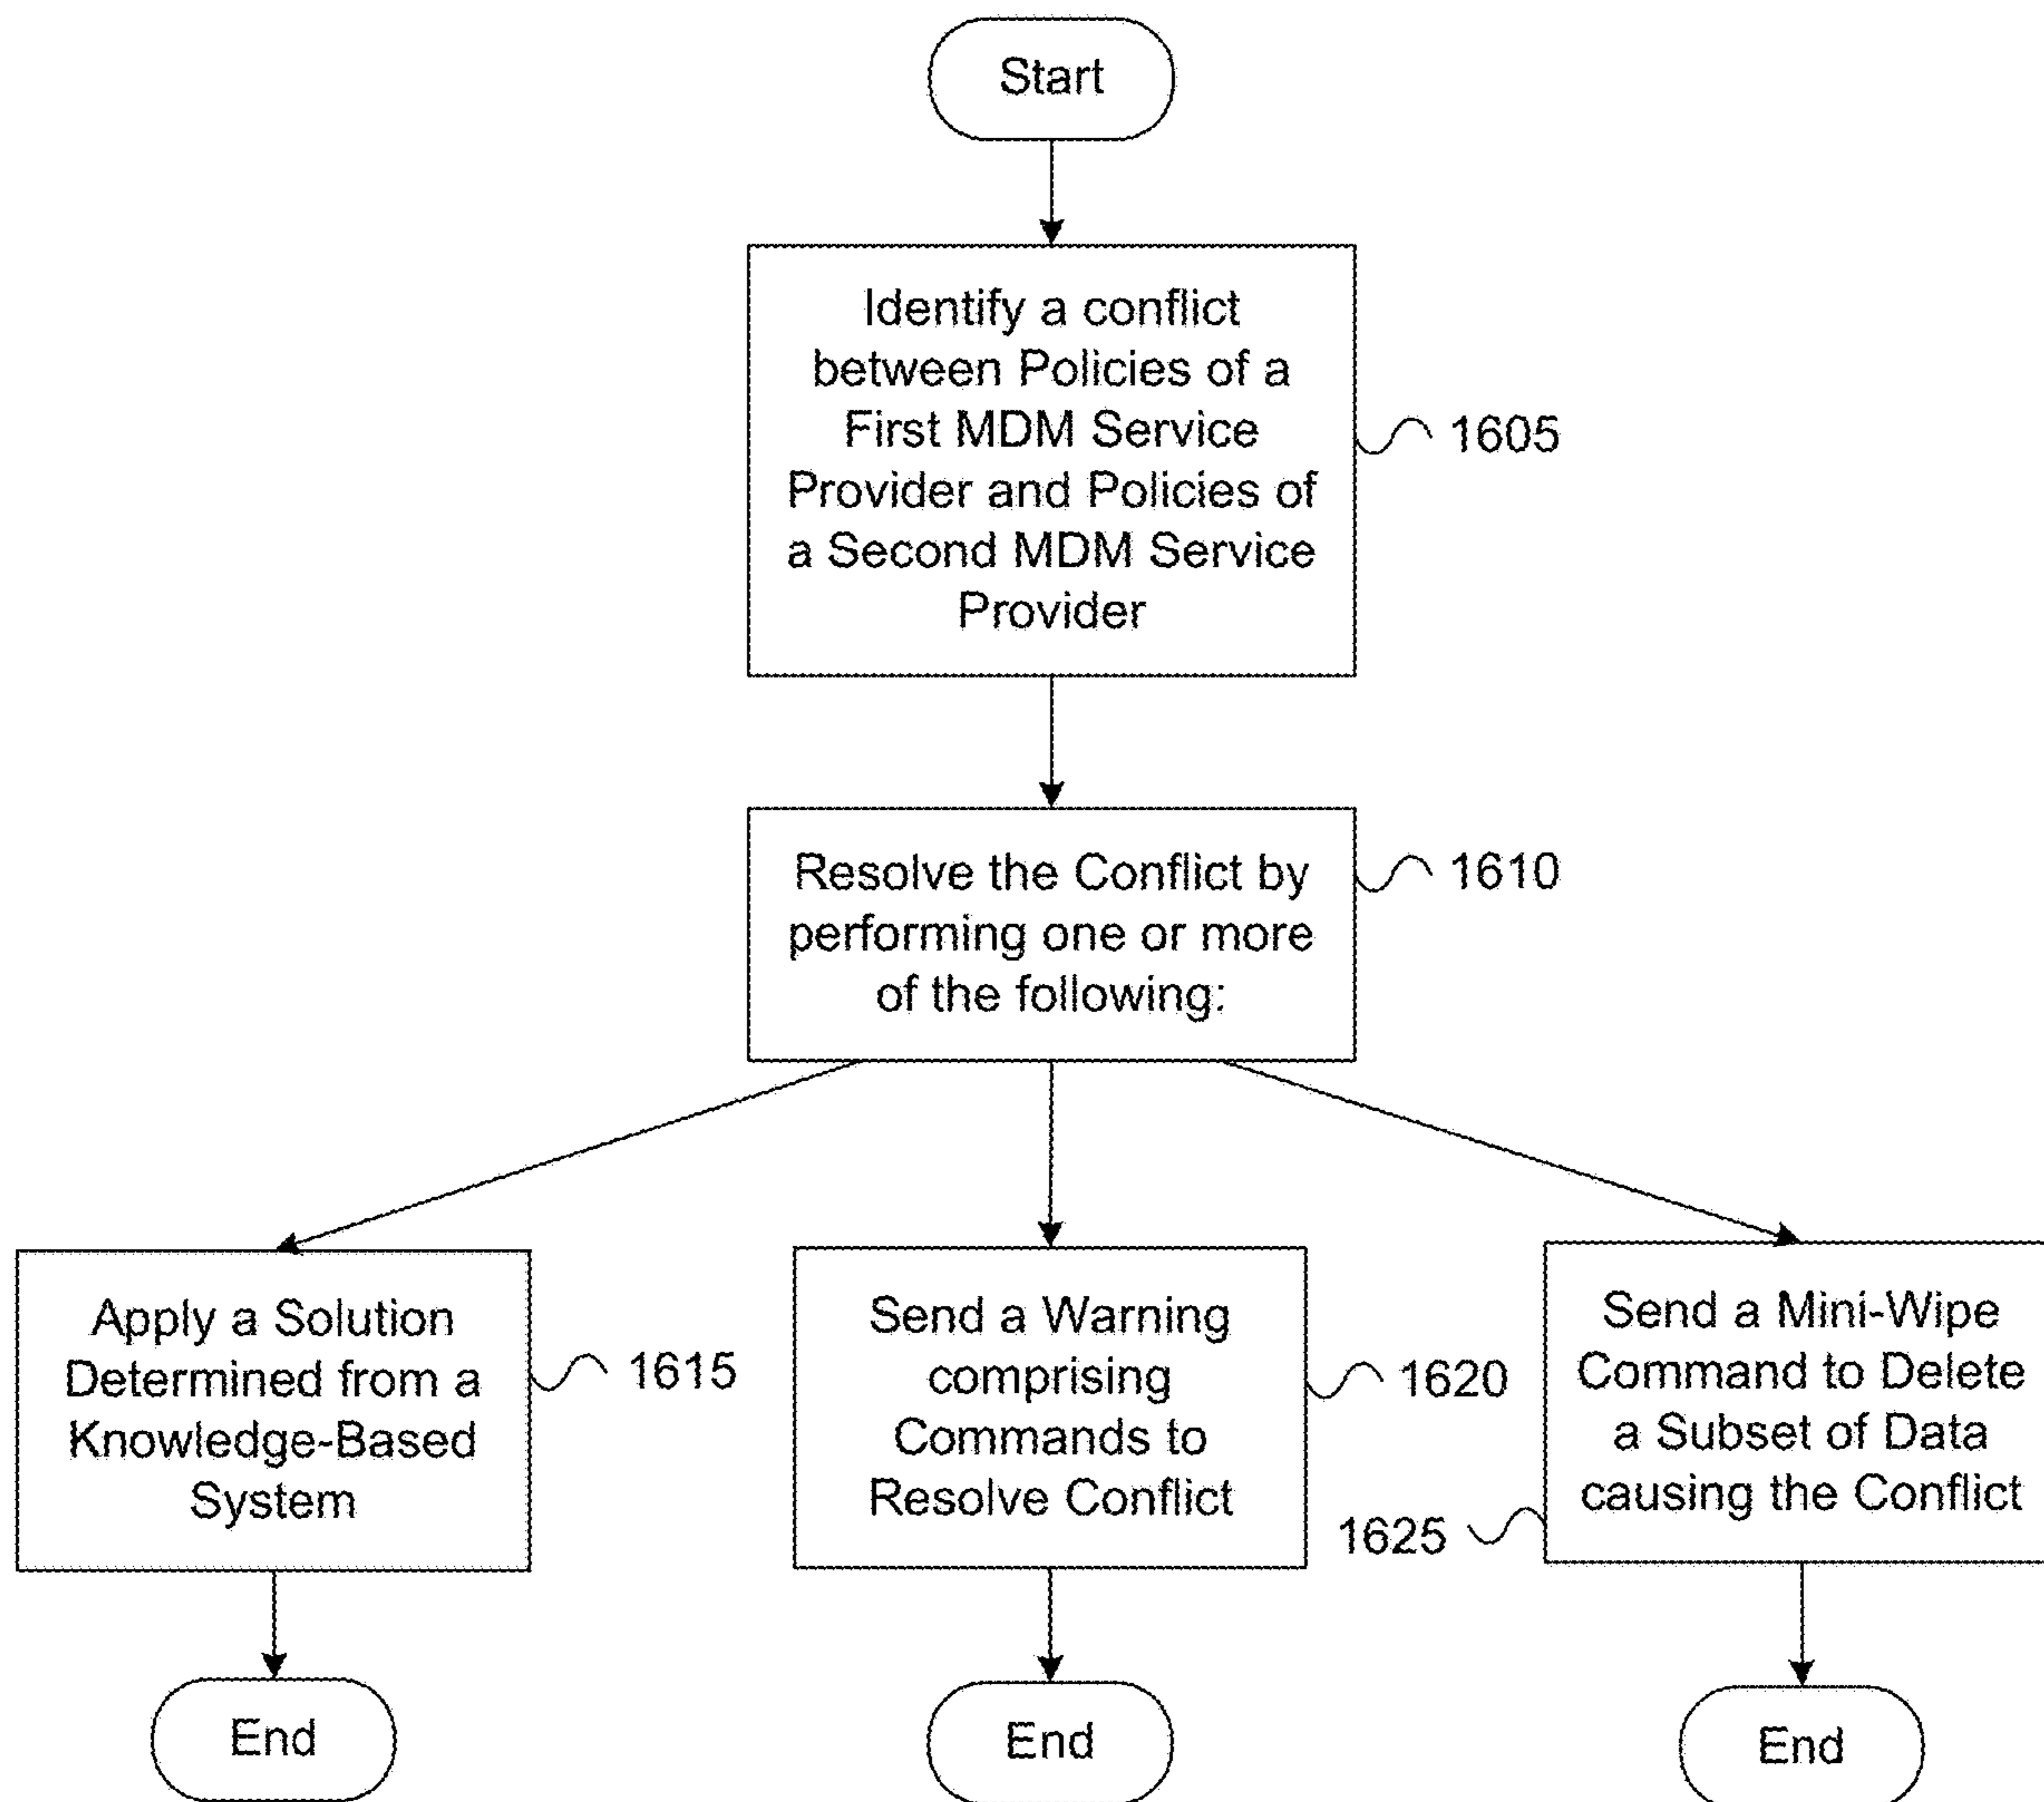 Start
Identify a conflict
between Policies of a
First MDM Service
Provider and Policies of
a Second MDM Service
Provider
1605
Resolve the Conflict by
performing one or more
of the following:
1610
Apply a Solution
Determined from a
Knowledge-Based
System
1615
Send a Warning
comprising
Commands to
Resolve Conflict
1620
Send a Mini-Wipe
Command to Delete
a Subset of Data
causing the Conflict
1625
End
End
End